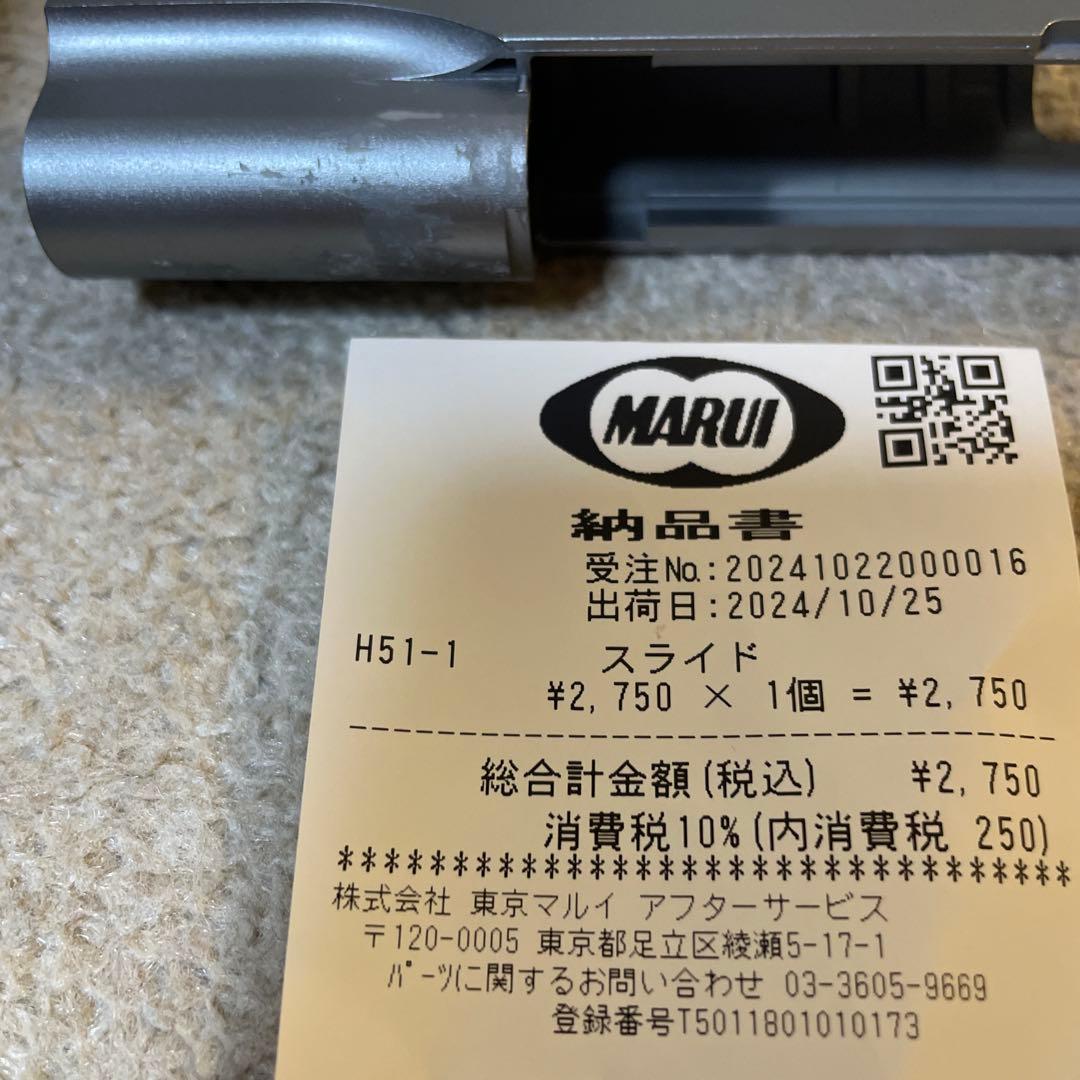 MARUI
納品書
受注No.:20241022000016
出荷日:2024/10/25
H51-1 スライド
¥2,750 × 1個 = ¥2,750
--------------------------------
総合計金額(税込) ¥2,750
消費税10%(内消費税 250)
********************************
株式会社 東京マルイ アフターサービス
〒120-0005 東京都足立区綾瀬5-17-1
ﾊﾟｰﾂに関するお問い合わせ 03-3605-9669
登録番号T5011801010173